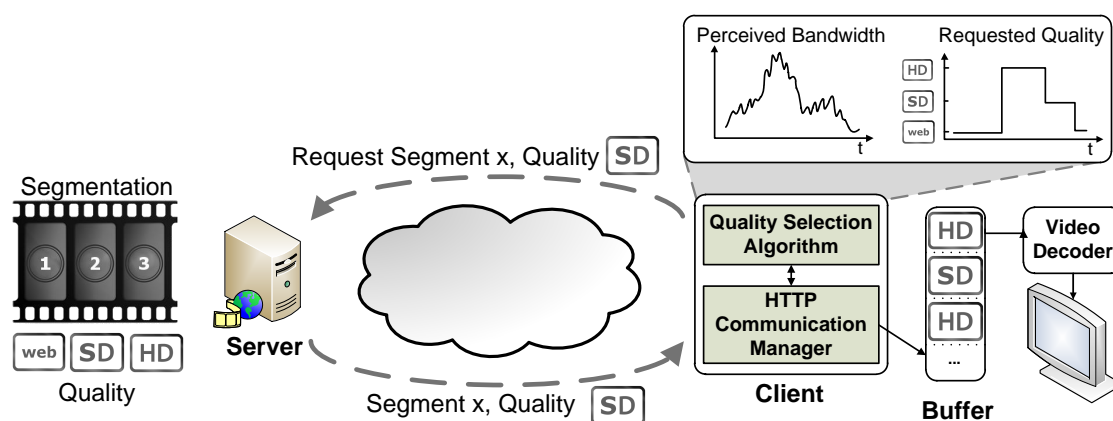 Perceived Bandwidth
t
Requested Quality
HD
SD
web
t
Request Segment x, Quality SD
Segmentation
1 2 3
web SD HD
Quality
Server
Segment x, Quality SD
Quality Selection
Algorithm
HTTP
Communication
Manager
Client
HD
SD
HD
...
Buffer
Video
Decoder